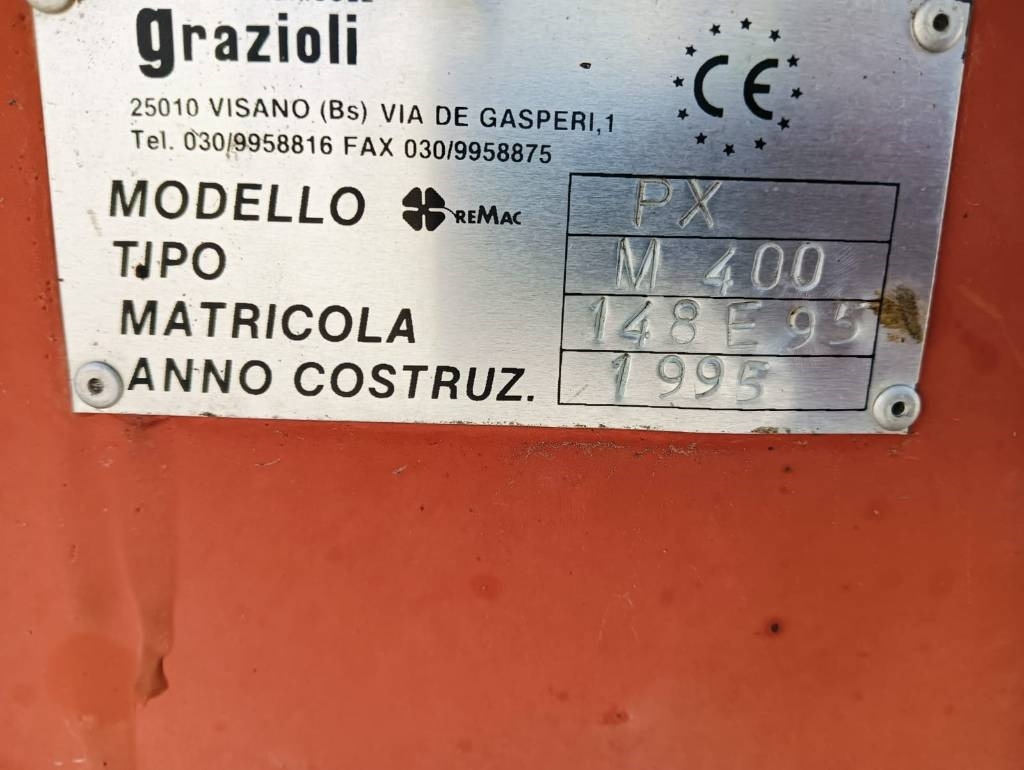 grazioli
CE
25010 VISANO (Bs) VIA DE GASPERI,1
Tel. 030/9958816 FAX 030/9958875
MODELLO REMAC PX
TIPO M 400
MATRICOLA 148 E 95
ANNO COSTRUZ. 1995